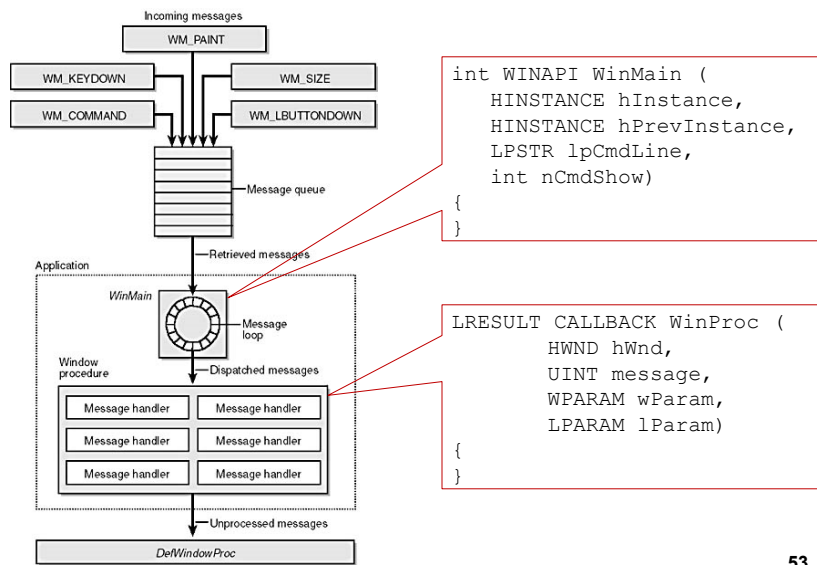 Incoming messages
WM_PAINT
WM_KEYDOWN
WM_SIZE
WM_COMMAND
WM_LBUTTONDOWN
Message queue
Retrieved messages
Application
WinMain
Message
loop
Dispatched messages
Window
procedure
Message handler
Message handler
Message handler
Message handler
Message handler
Message handler
Unprocessed messages
DefWindowProc
int WINAPI WinMain (
HINSTANCE hInstance,
HINSTANCE hPrevInstance,
LPSTR lpCmdLine,
int nCmdShow)
{
}
LRESULT CALLBACK WinProc (
HWND hWnd,
UINT message,
WPARAM wParam,
LPARAM lParam)
{
}
53